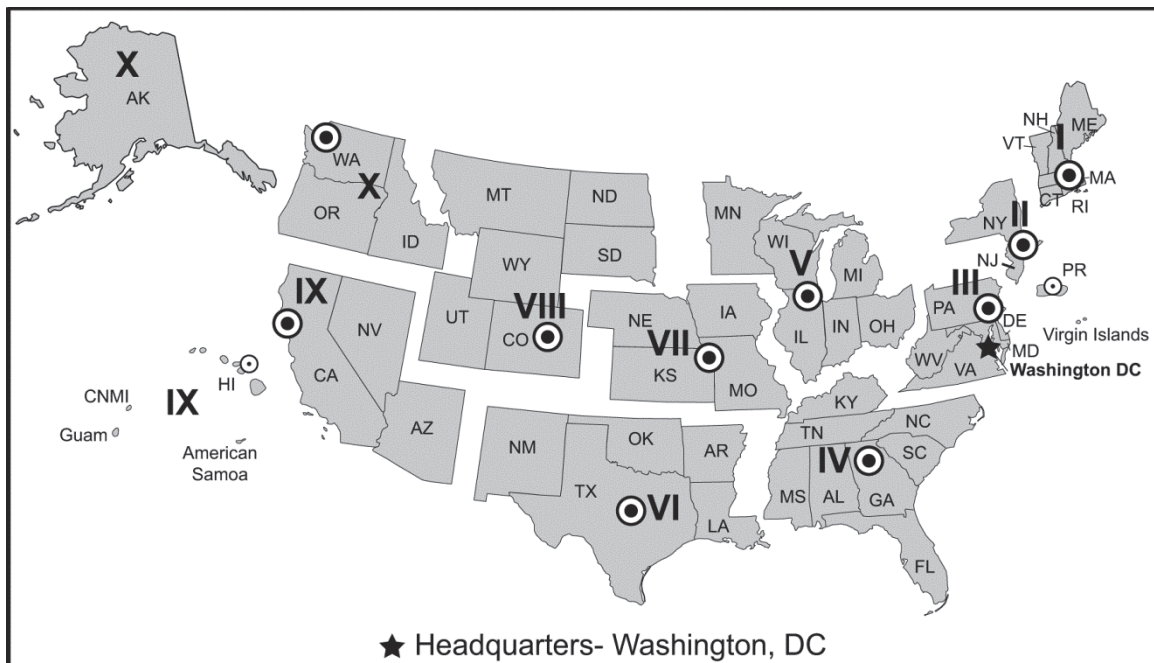 X
AK
WA
X
OR
ID
MT
ND
SD
WY
MN
WI
V
MI
NH
I
ME
VT
MA
RI
NY
II
NJ
PR
III
PA
DE
Virgin Islands
MD
WV
VA
Washington DC
IX
NV
UT
VIII
CO
NE
IA
VII
KS
MO
IL
IN
OH
CA
HI
CNMI
IX
Guam
American
Samoa
AZ
NM
OK
AR
TX
VI
LA
KY
TN
NC
IV
SC
MS
AL
GA
FL
★ Headquarters- Washington, DC